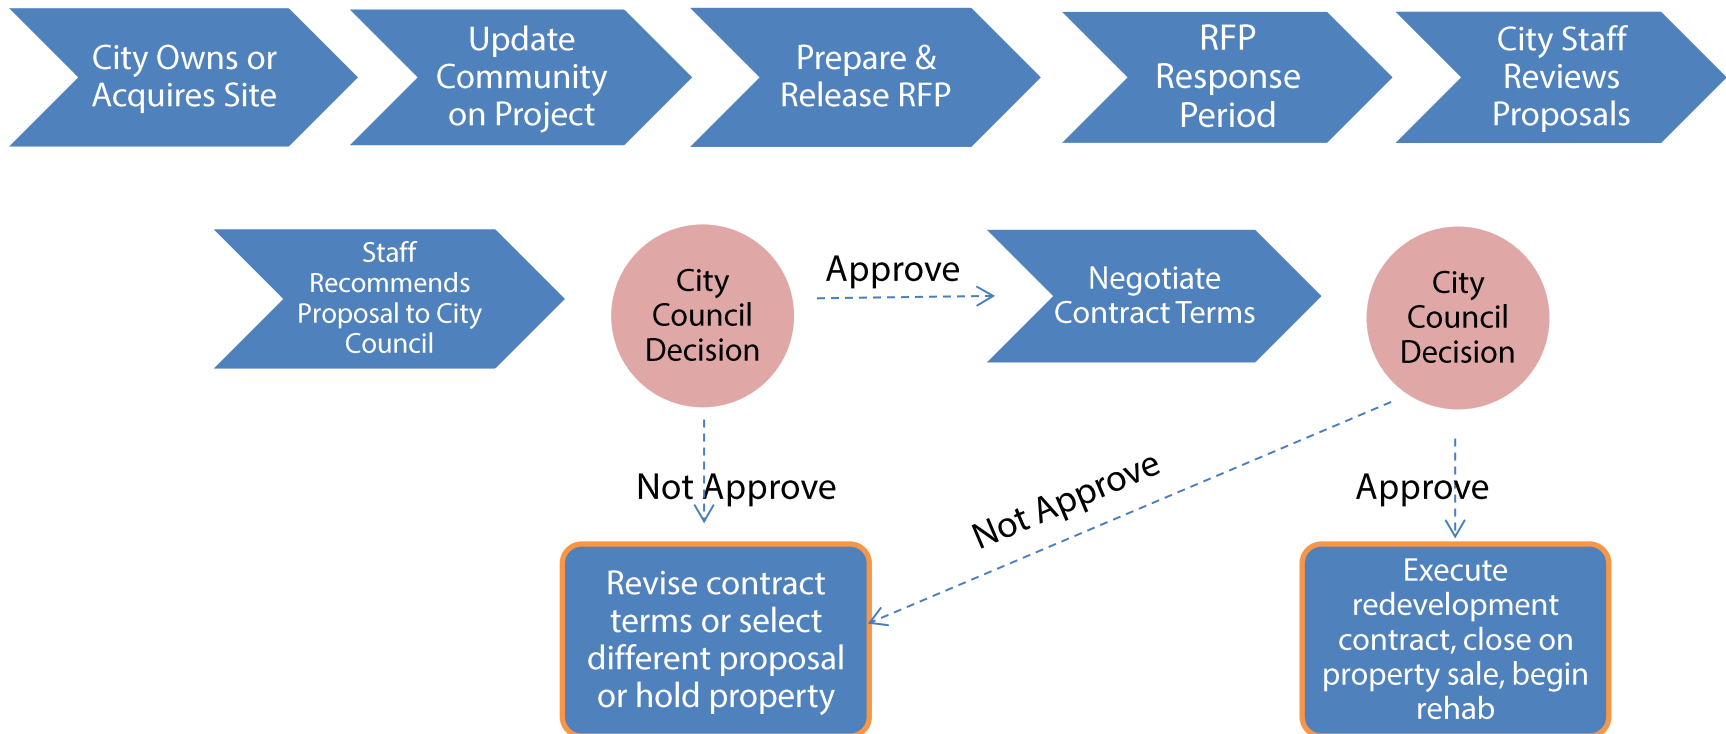 City Owns or
Acquires Site
Update
Community
on Project
Prepare &
Release RFP
RFP
Response
Period
City Staff
Reviews
Proposals
Staff
Recommends
Proposal to City
Council
City
Council
Decision
Approve
Negotiate
Contract Terms
City
Council
Decision
Not Approve
Not Approve
Approve
Revise contract
terms or select
different proposal
or hold property
Execute
redevelopment
contract, close on
property sale, begin
rehab